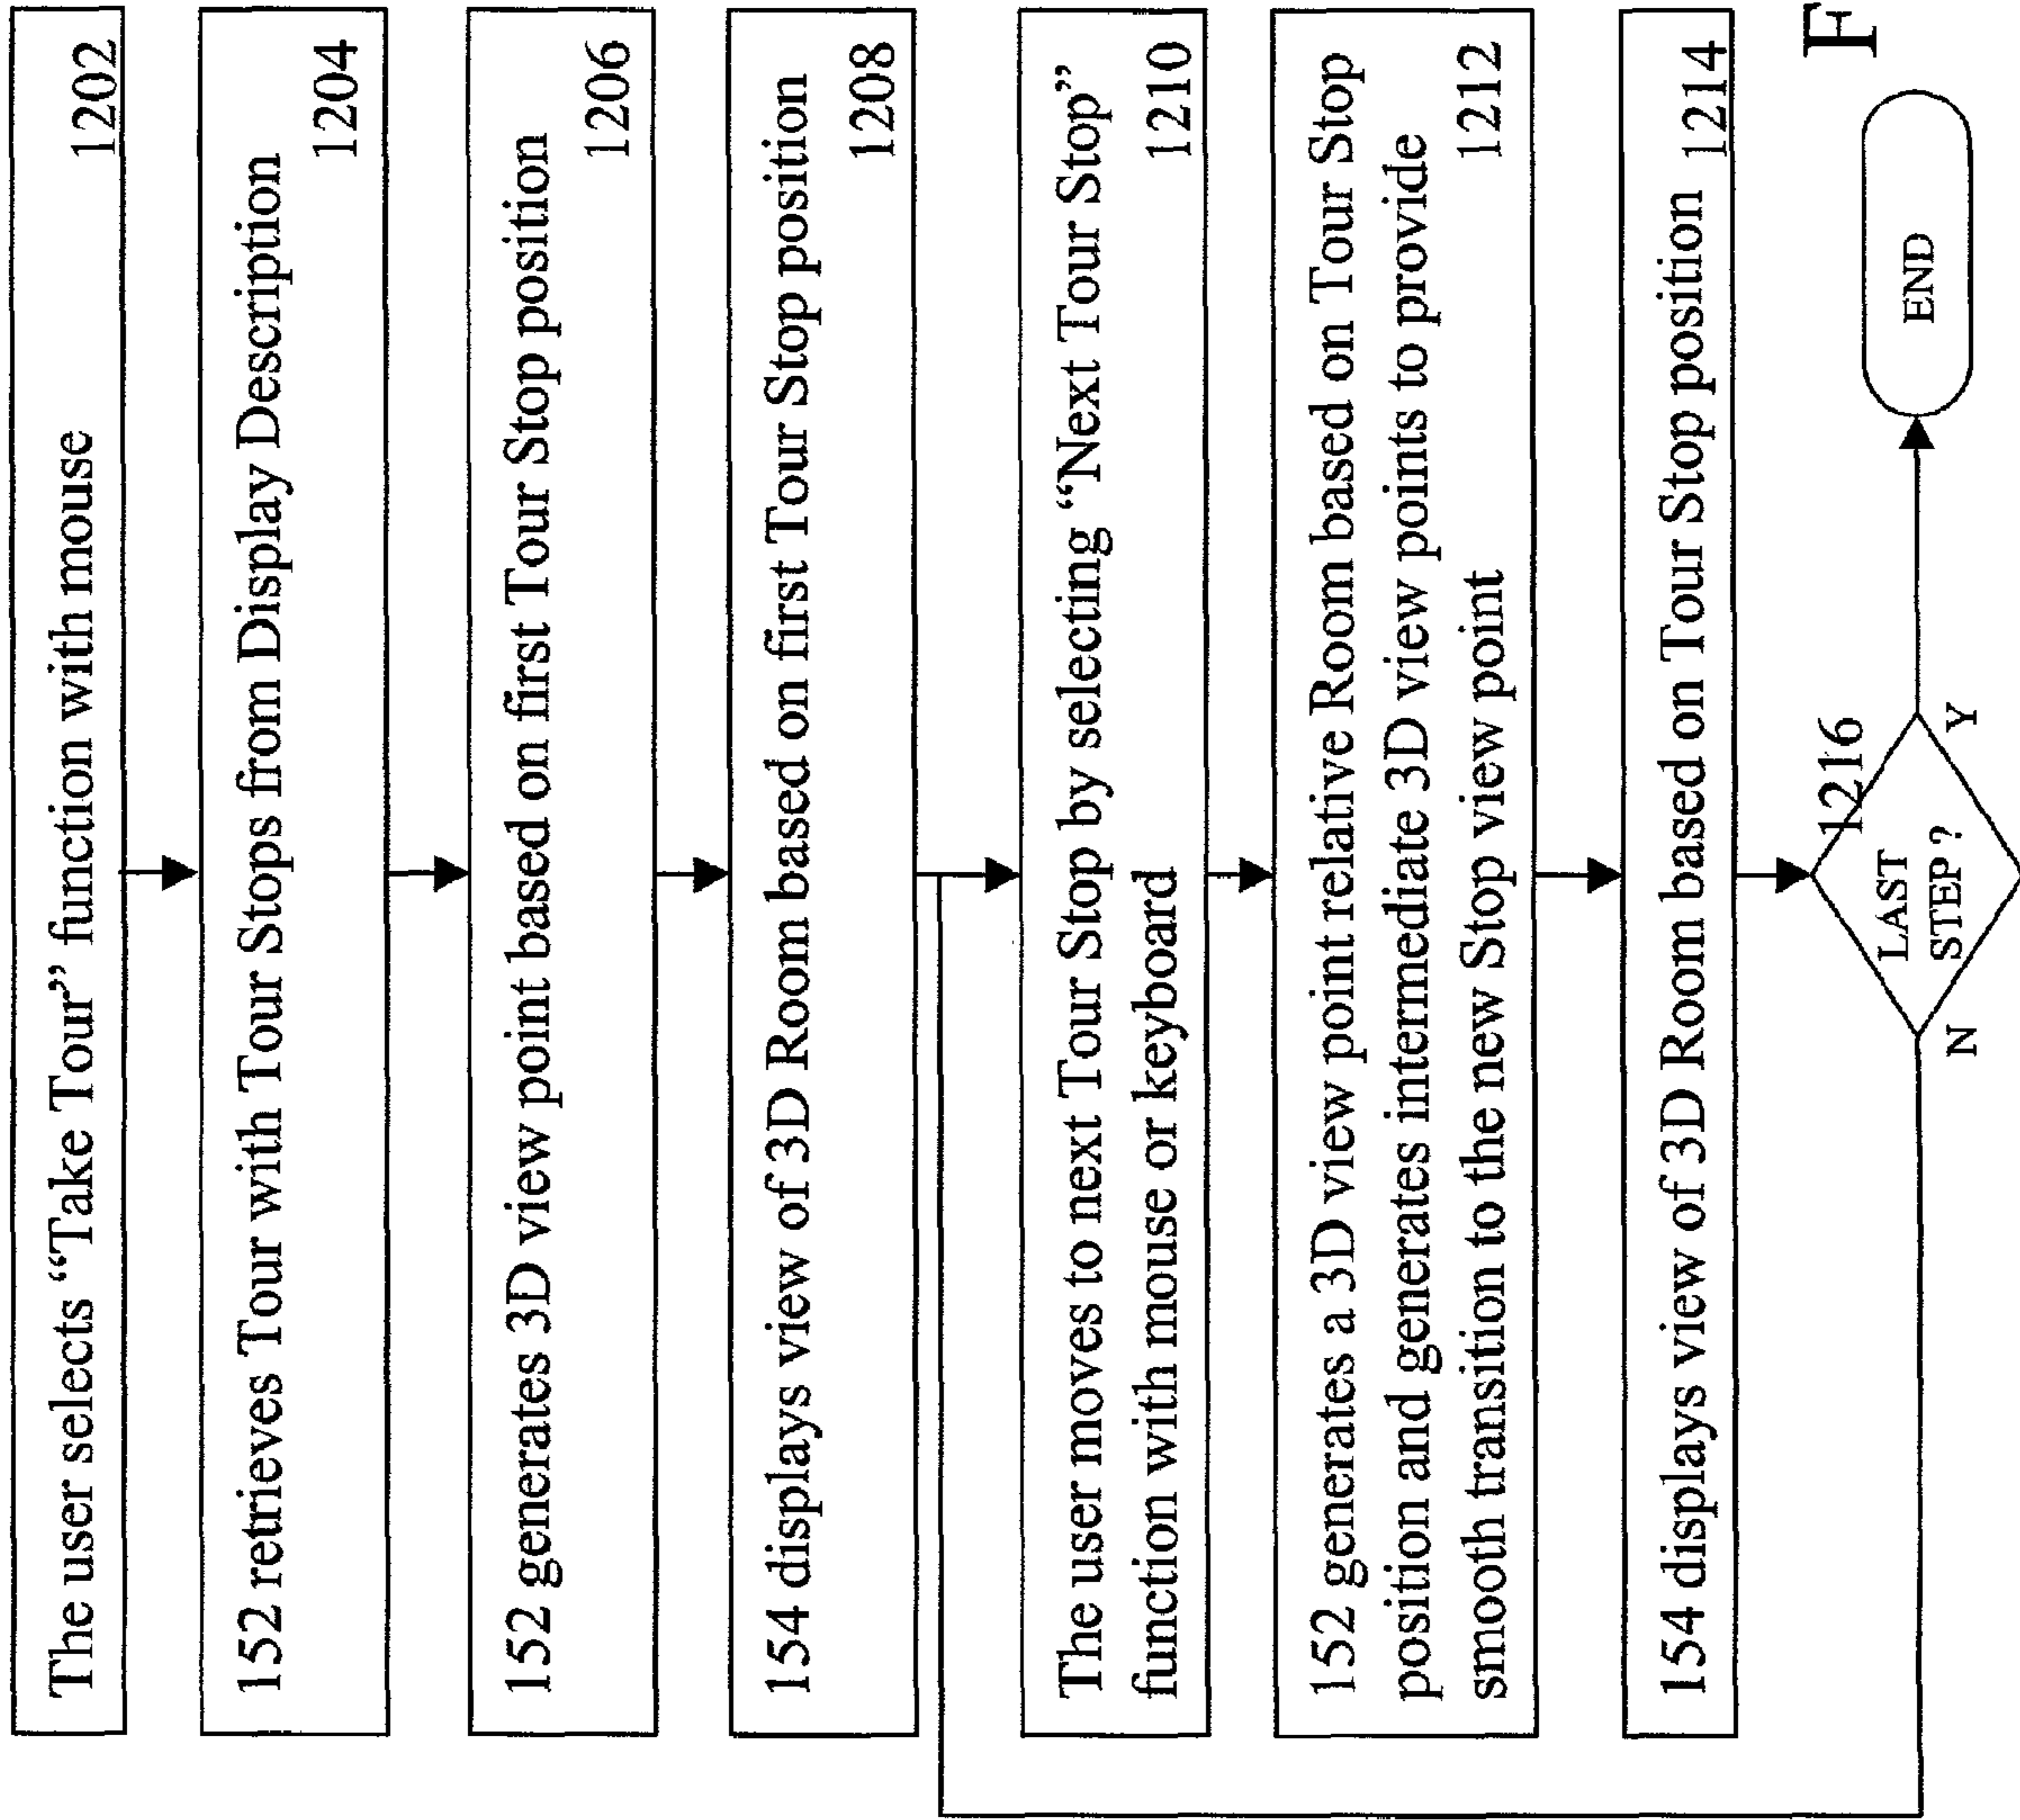 The user selects “Take Tour” function with mouse
1202
152 retrieves Tour with Tour Stops from Display Description
1204
152 generates 3D view point based on first Tour Stop position
1206
154 displays view of 3D Room based on first Tour Stop position
1208
The user moves to next Tour Stop by selecting “Next Tour Stop”
function with mouse or keyboard
1210
152 generates a 3D view point relative Room based on Tour Stop
position and generates intermediate 3D view points to provide
smooth transition to the new Stop view point
1212
154 displays view of 3D Room based on Tour Stop position
1214
1216
LAST
STEP?
N
Y
END
F